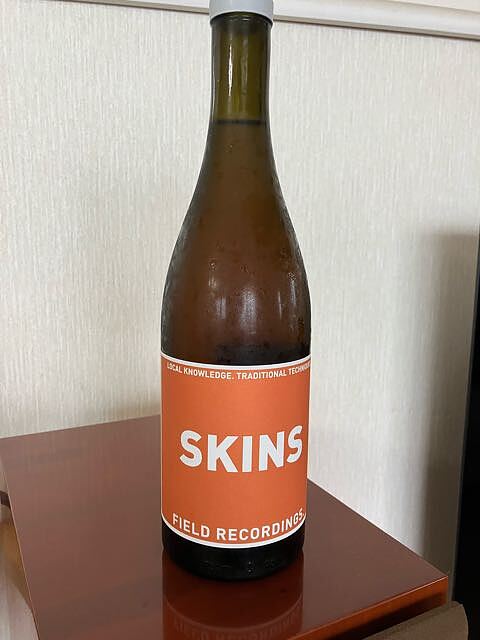 LOCAL KNOWLEDGE. TRADITIONAL
SKINS
FIELD RECORDINGS